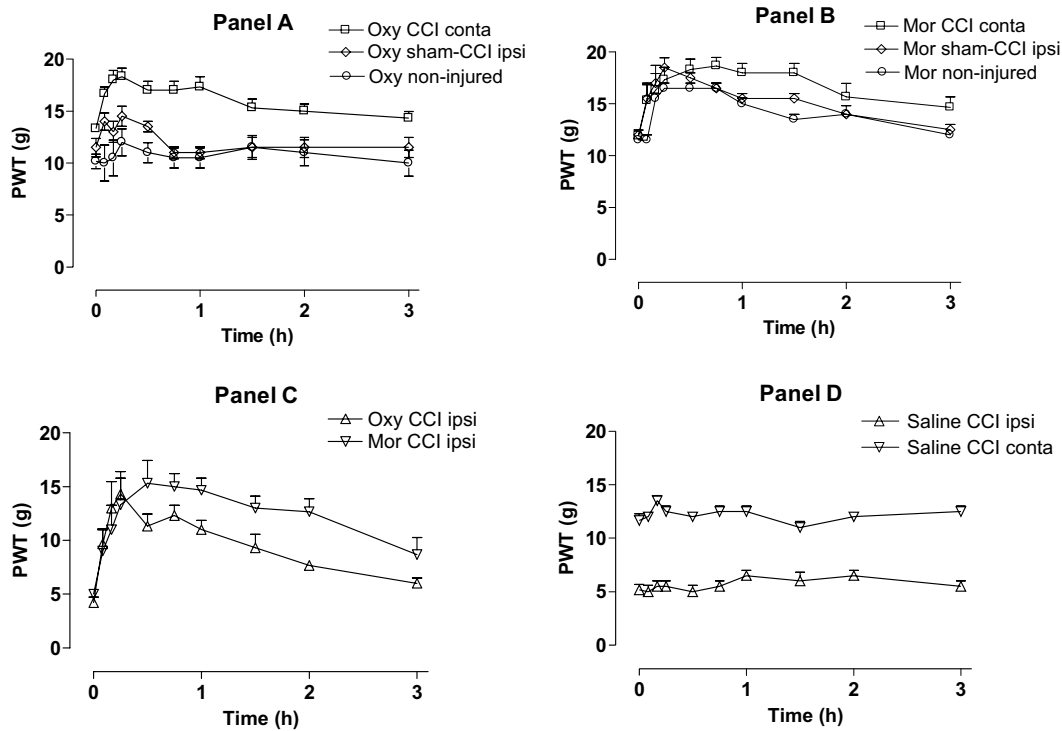 Panel A
Oxy CCI conta
Oxy sham-CCI ipsi
Oxy non-injured
20
15
10
5
0
PWT (g)
0 1 2 3
Time (h)
Panel B
Mor CCI conta
Mor sham-CCI ipsi
Mor non-injured
20
15
10
5
0
PWT (g)
0 1 2 3
Time (h)
Panel C
Oxy CCI ipsi
Mor CCI ipsi
20
15
10
5
0
PWT (g)
0 1 2 3
Time (h)
Panel D
Saline CCI ipsi
Saline CCI conta
20
15
10
5
0
PWT (g)
0 1 2 3
Time (h)